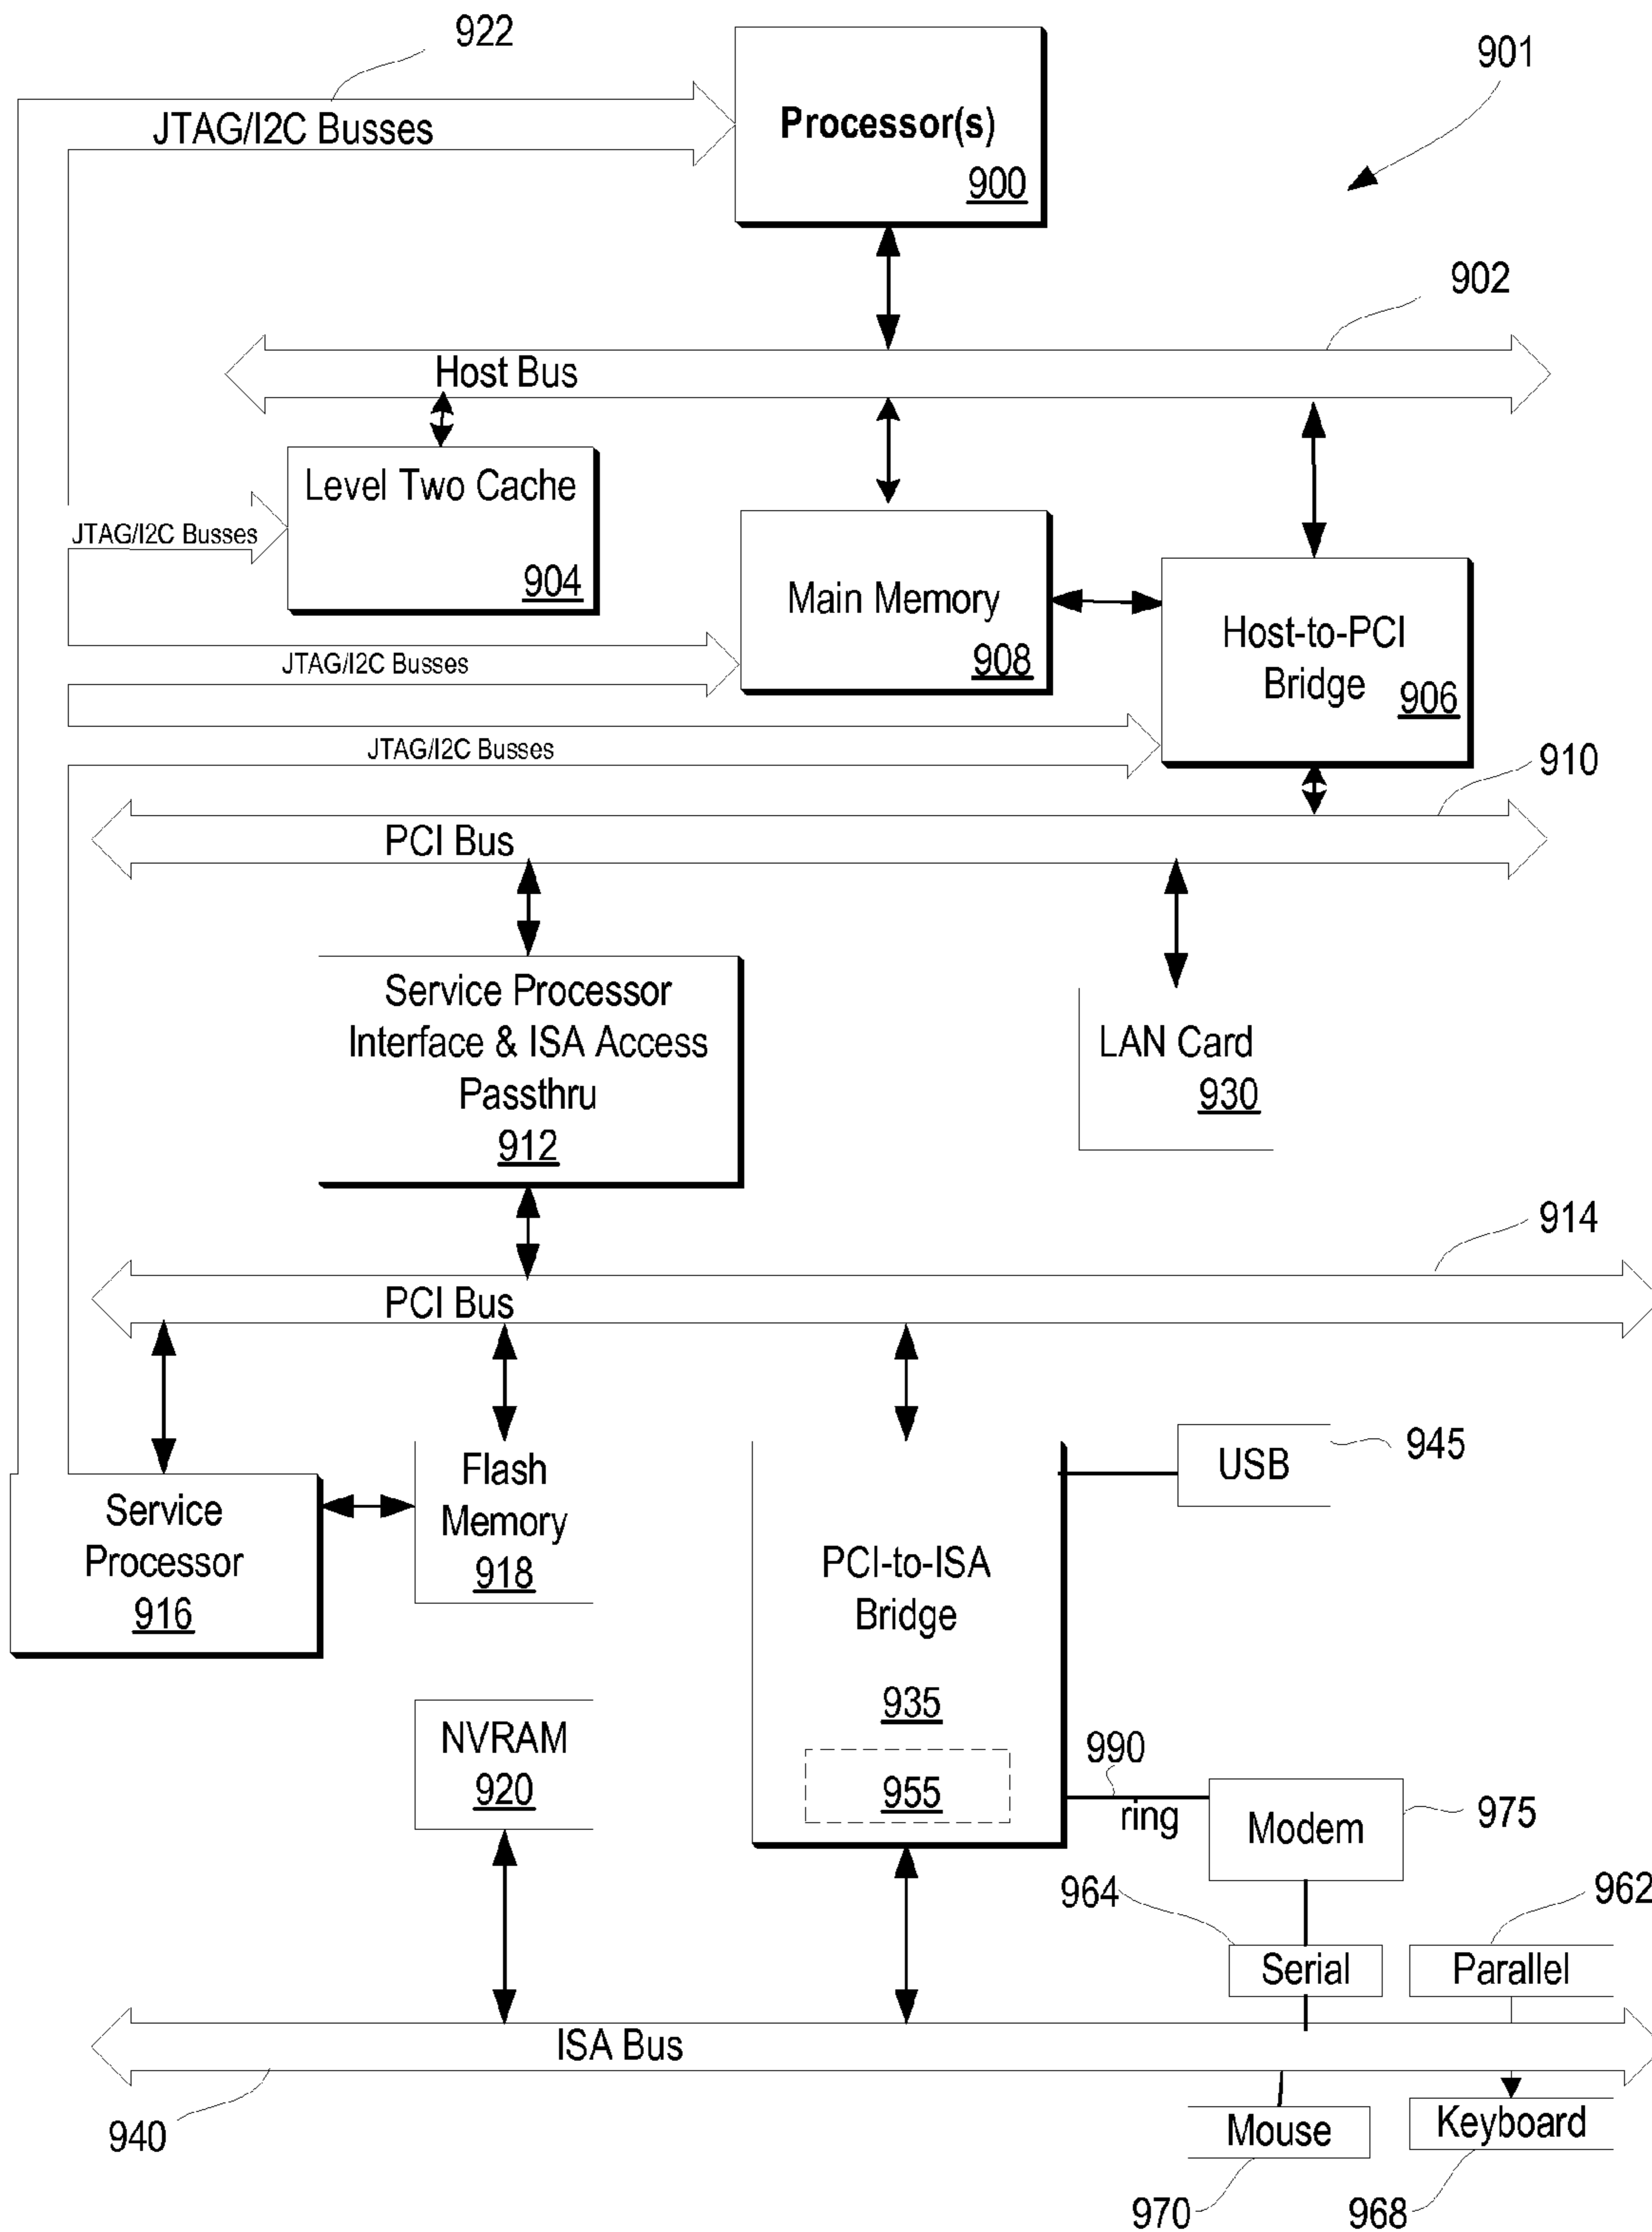 922
901
JTAG/I2C Busses
Processor(s)
900
902
Host Bus
Level Two Cache
904
JTAG/I2C Busses
Main Memory
908
Host-to-PCI
Bridge
906
JTAG/I2C Busses
JTAG/I2C Busses
910
PCI Bus
Service Processor
Interface & ISA Access
Passthru
912
LAN Card
930
914
PCI Bus
Service
Processor
916
Flash
Memory
918
USB
945
PCI-to-ISA
Bridge
935
955
NVRAM
920
990
ring
Modem
975
964
962
Serial
Parallel
ISA Bus
940
Mouse
Keyboard
970
968